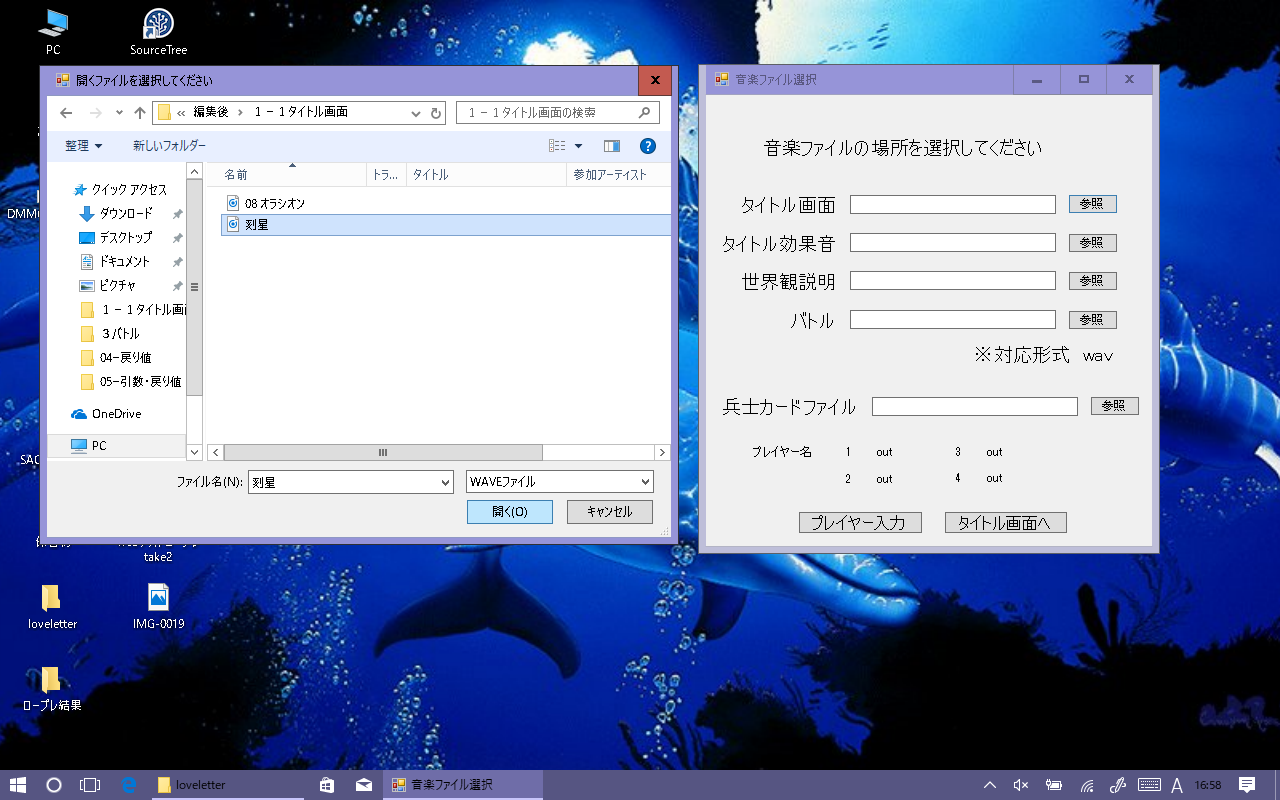 PC
SourceTree
開くファイルを選択してください
編集後
１－１タイトル画面
１－１タイトル画面の検索
整理
新しいフォルダー
クイック アクセス
ダウンロード
デスクトップ
ドキュメント
ピクチャ
１－１タイトル画
３バトル
04-戻り値
05-引数・戻り値
OneDrive
PC
名前
トラ...
タイトル
参加アーティスト
08 オラシオン
刻星
ファイル名(N):
刻星
WAVEファイル
開く(O)
キャンセル
音楽ファイル選択
音楽ファイルの場所を選択してください
タイトル画面
参照
タイトル効果音
参照
世界観説明
参照
バトル
参照
※対応形式 wav
兵士カードファイル
参照
プレイヤー名
1 out
3 out
2 out
4 out
プレイヤー入力
タイトル画面へ
take2
loveletter
IMG-0019
ロープレ結果
loveletter
音楽ファイル選択
A
16:58